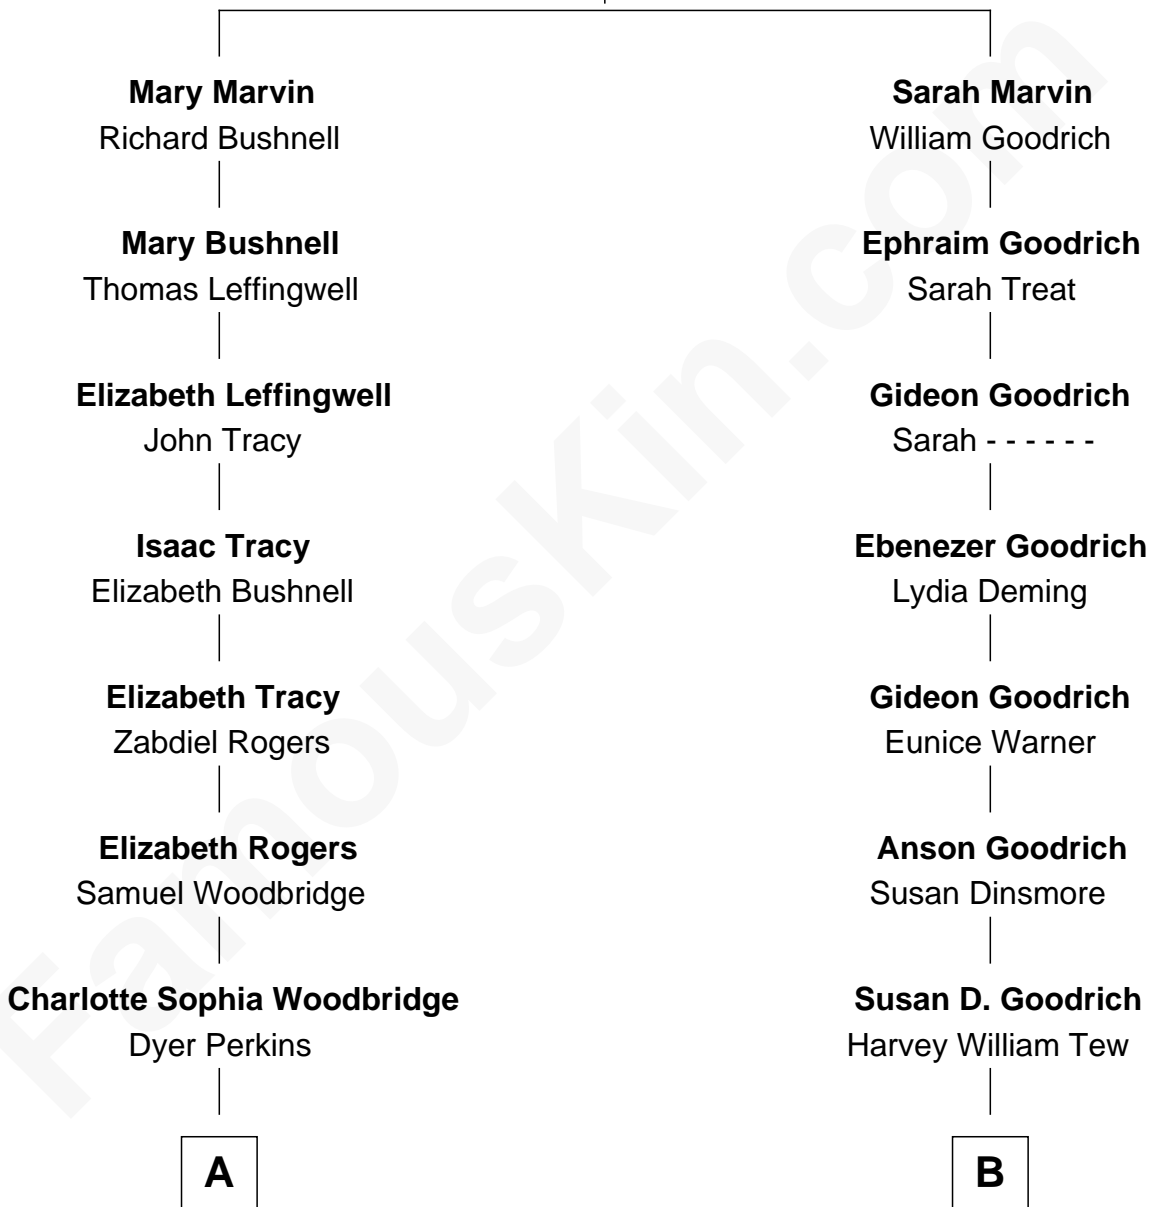 Mary Marvin
Richard Bushnell
Mary Bushnell
Thomas Leffingwell
Elizabeth Leffingwell
John Tracy
Isaac Tracy
Elizabeth Bushnell
Elizabeth Tracy
Zabdiel Rogers
Elizabeth Rogers
Samuel Woodbridge
Charlotte Sophia Woodbridge
Dyer Perkins
A
Sarah Marvin
William Goodrich
Ephraim Goodrich
Sarah Treat
Gideon Goodrich
Sarah - - - - - -
Ebenezer Goodrich
Lydia Deming
Gideon Goodrich
Eunice Warner
Anson Goodrich
Susan Dinsmore
Susan D. Goodrich
Harvey William Tew
B
FamousKin.com